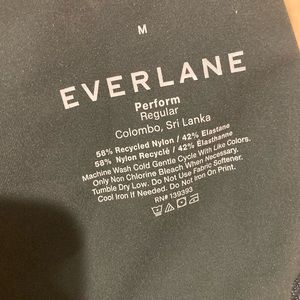 M
EVERLANE
Perform
Regular
Colombo, Sri Lanka
58% Recycled Nylon / 42% Elastane
58% Nylon Recyclé / 42% Élasthanne
Machine Wash Cold Gentle Cycle With Like Colors.
Only Non Chlorine Bleach When Necessary.
Tumble Dry Low. Do Not Use Fabric Softener.
Cool Iron If Needed. Do Not Iron On Print.
RN# 139393